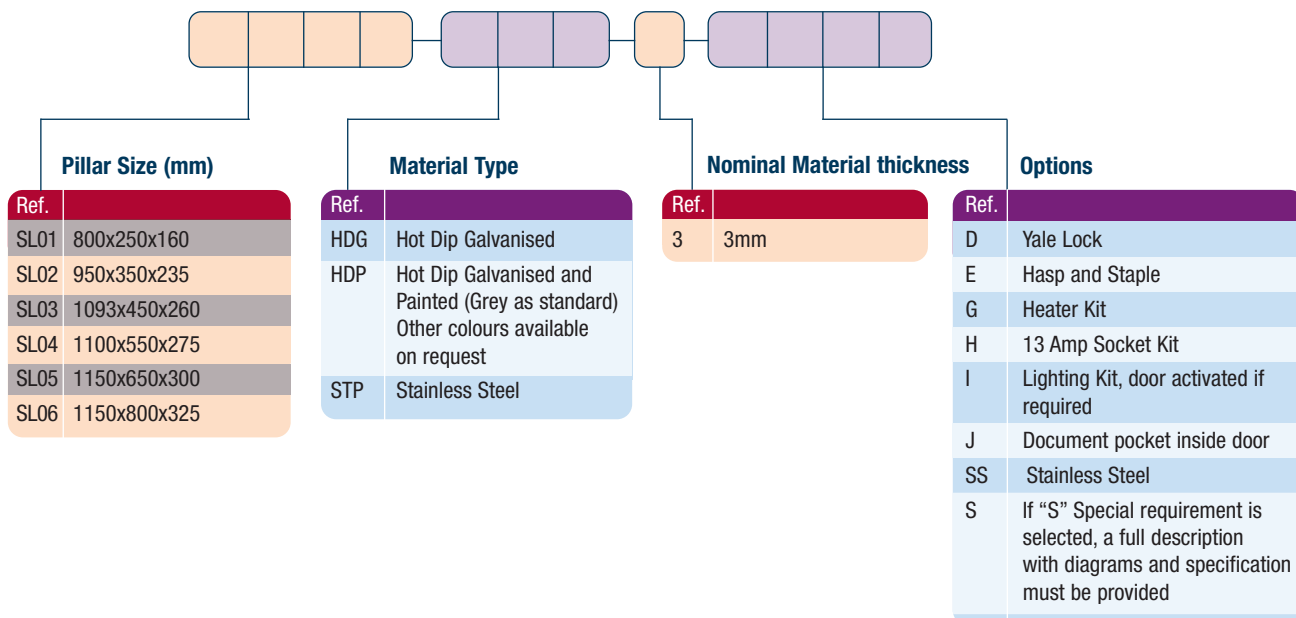 Pillar Size (mm)
Ref.
SL01 800x250x160
SL02 950x350x235
SL03 1093x450x260
SL04 1100x550x275
SL05 1150x650x300
SL06 1150x800x325
Material Type
Ref.
HDG Hot Dip Galvanised
HDP Hot Dip Galvanised and
Painted (Grey as standard)
Other colours available
on request
STP Stainless Steel
Nominal Material thickness
Ref.
3 3mm
Options
Ref.
D Yale Lock
E Hasp and Staple
G Heater Kit
H 13 Amp Socket Kit
I Lighting Kit, door activated if
required
J Document pocket inside door
SS Stainless Steel
S If “S” Special requirement is
selected, a full description
with diagrams and specification
must be provided